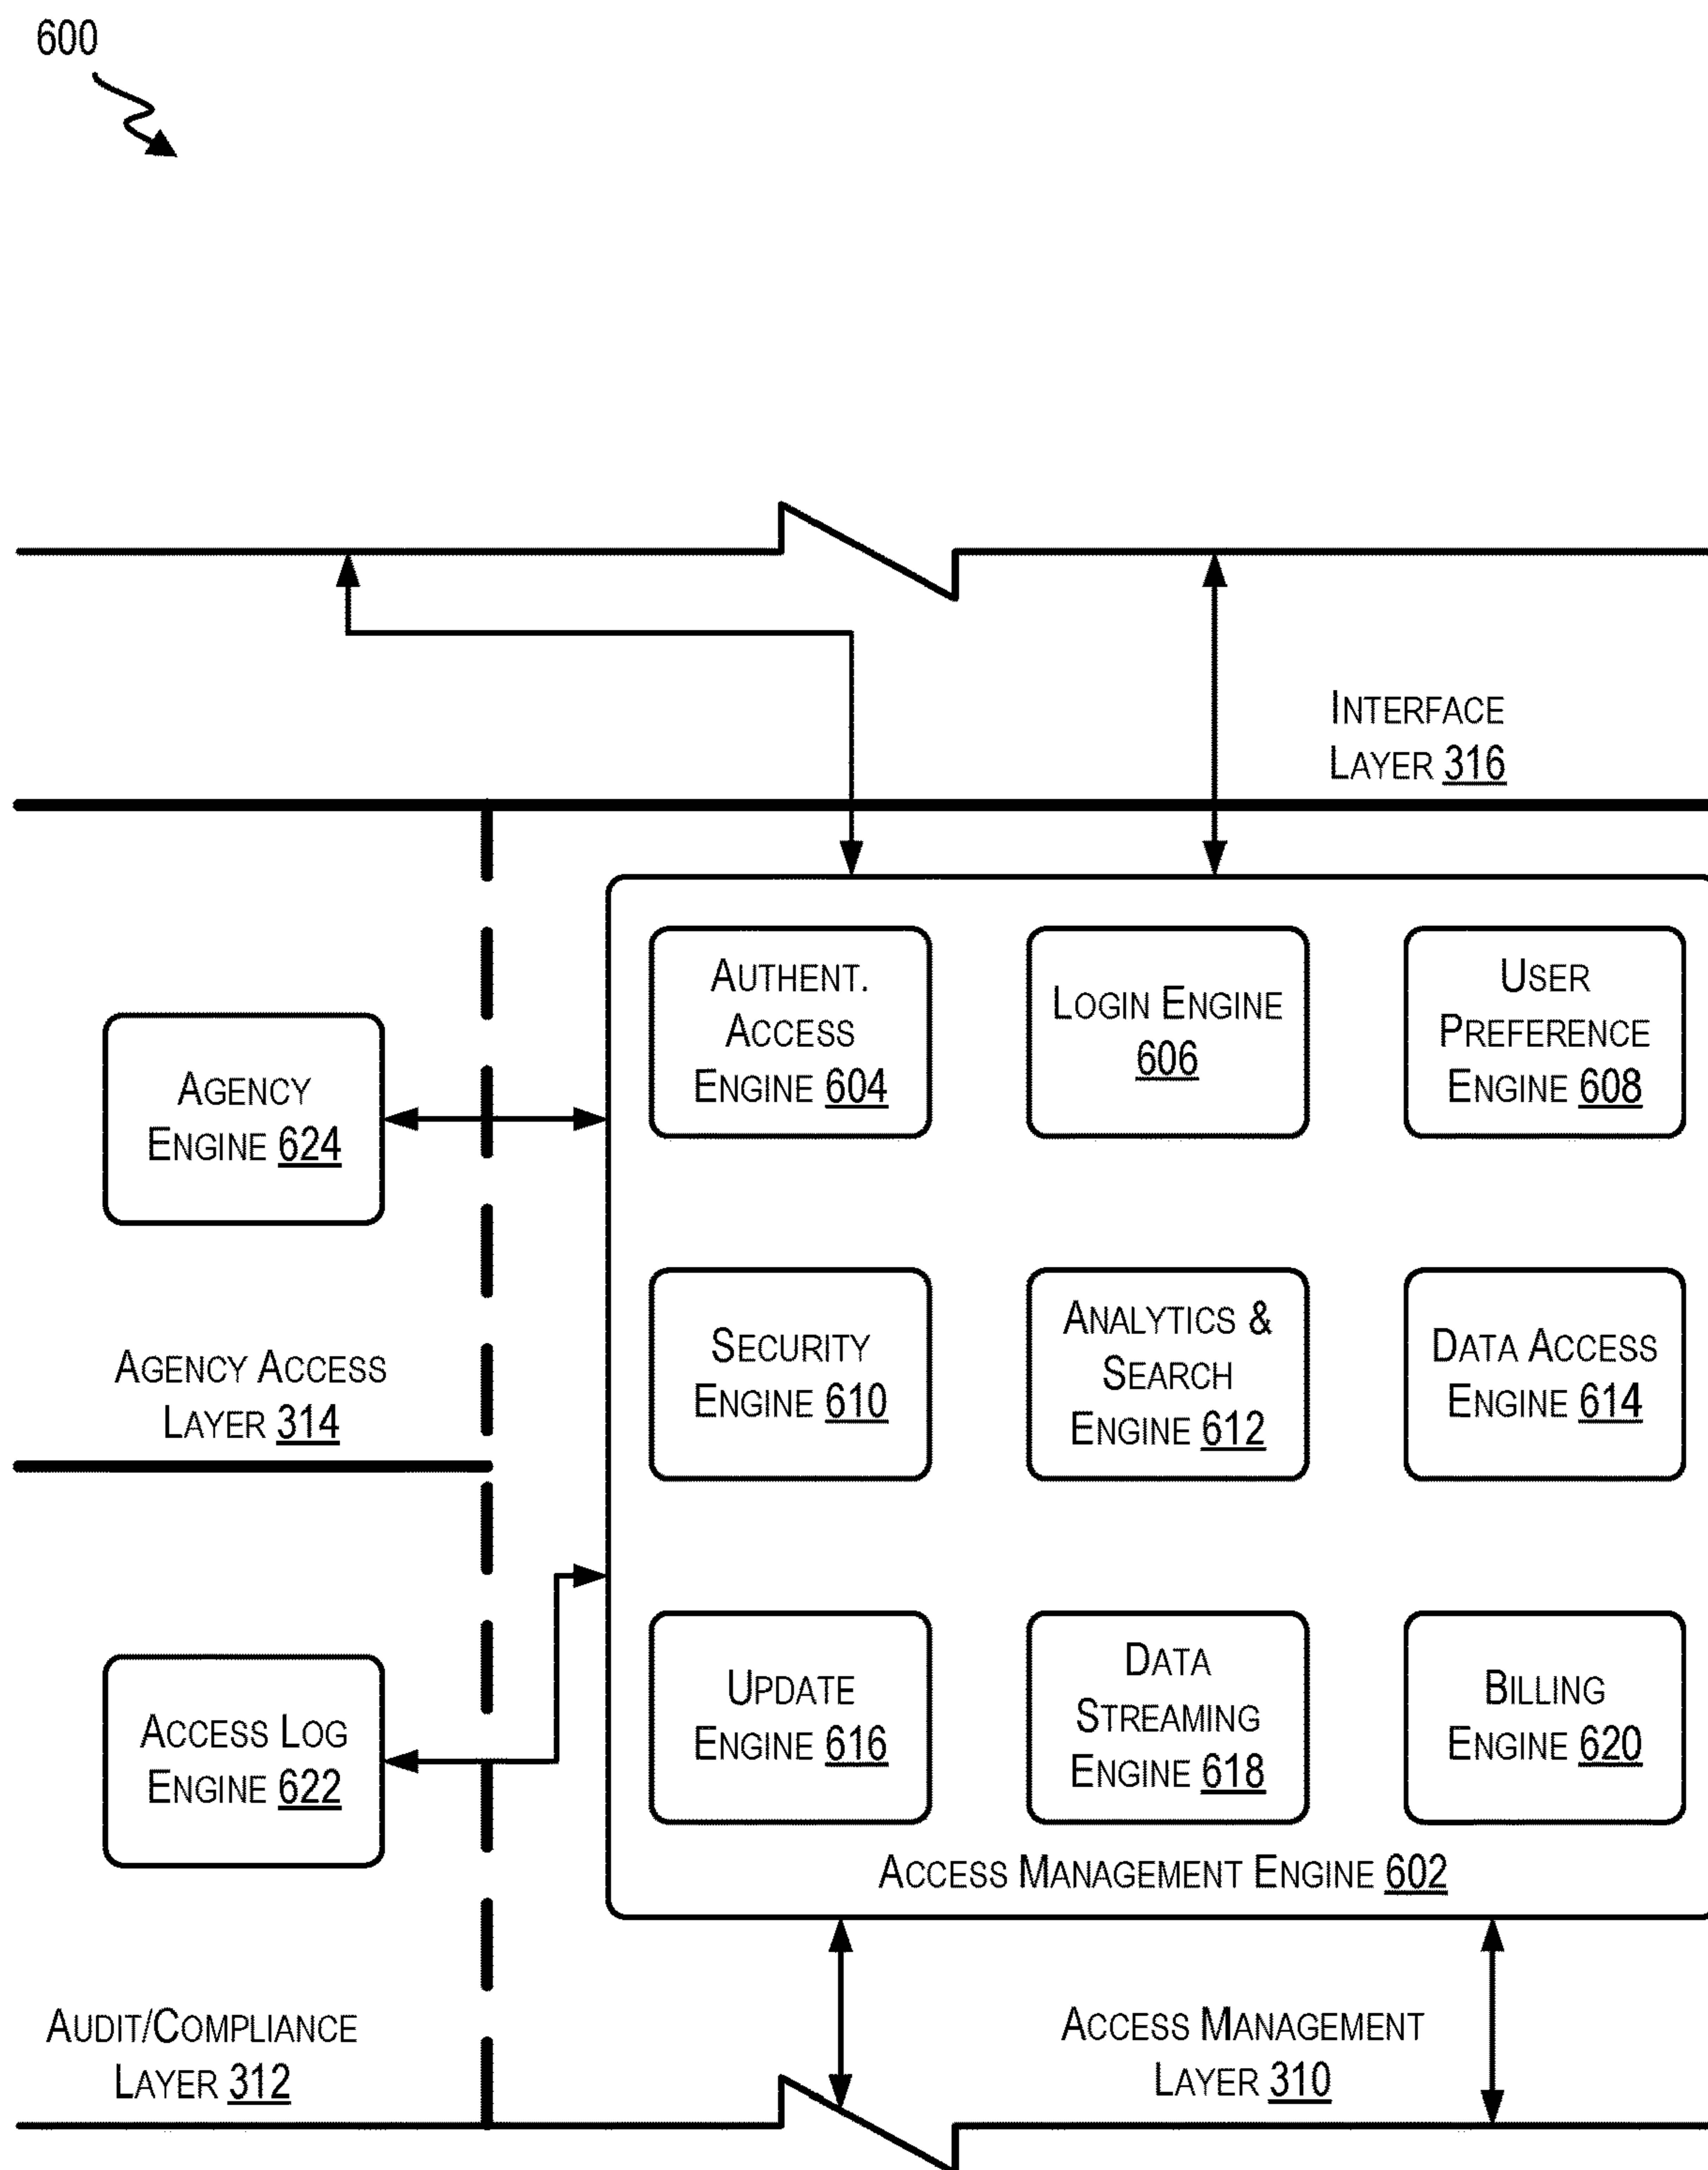 600
INTERFACE
LAYER 316
AUTHENT.
ACCESS
ENGINE 604
LOGIN ENGINE
606
USER
PREFERENCE
ENGINE 608
AGENCY
ENGINE 624
SECURITY
ENGINE 610
ANALYTICS &
SEARCH
ENGINE 612
DATA ACCESS
ENGINE 614
AGENCY ACCESS
LAYER 314
UPDATE
ENGINE 616
DATA
STREAMING
ENGINE 618
BILLING
ENGINE 620
ACCESS LOG
ENGINE 622
ACCESS MANAGEMENT ENGINE 602
AUDIT/COMPLIANCE
LAYER 312
ACCESS MANAGEMENT
LAYER 310